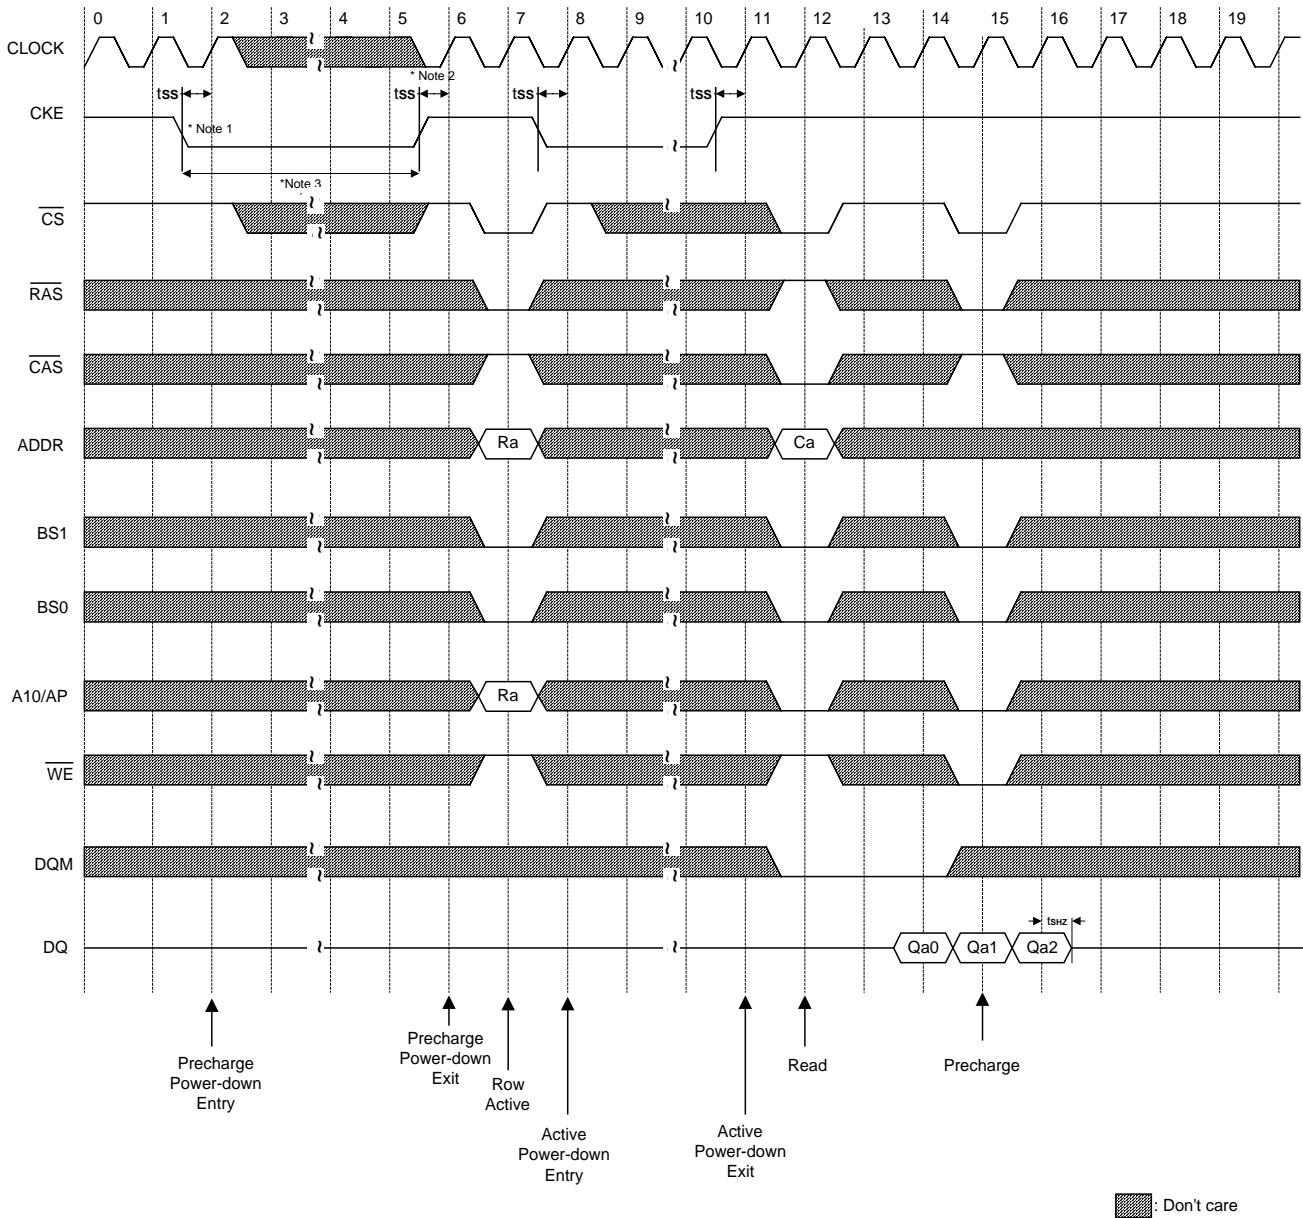 0 1 2 3 4 5 6 7 8 9 10 11 12 13 14 15 16 17 18 19
CLOCK
* Note 2
tss tss tss tss
CKE
* Note 1
*Note 3
CS
RAS
CAS
ADDR Ra Ca
BS1
BS0
A10/AP Ra
WE
DQM
tSHZ
DQ Qa0 Qa1 Qa2
Precharge
Power-down
Entry
Precharge
Power-down
Exit
Row
Active
Active
Power-down
Entry
Active
Power-down
Exit
Read
Precharge
: Don't care